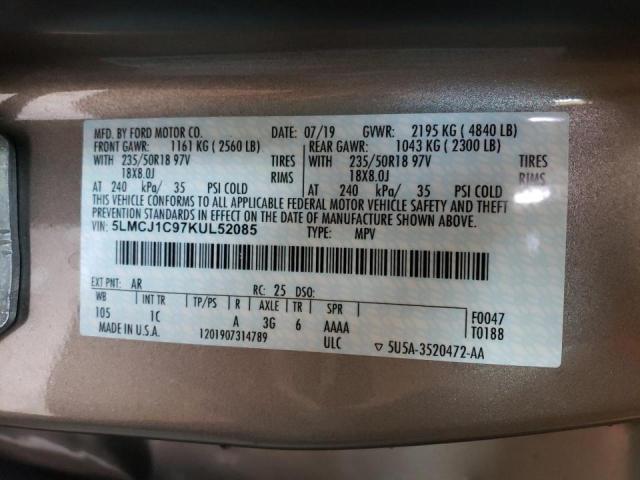 MFD. BY FORD MOTOR CO. DATE: 07/19 GVWR: 2195 KG ( 4840 LB)
FRONT GAWR: 1161 KG ( 2560 LB) REAR GAWR: 1043 KG ( 2300 LB)
WITH 235/50R18 97V TIRES WITH 235/50R18 97V TIRES
18X8.0J RIMS 18X8.0J RIMS
AT 240 kPa/ 35 PSI COLD AT 240 kPa/ 35 PSI COLD
THIS VEHICLE CONFORMS TO ALL APPLICABLE FEDERAL MOTOR VEHICLE SAFETY AND THEFT
PREVENTION STANDARDS IN EFFECT ON THE DATE OF MANUFACTURE SHOWN ABOVE.
VIN: 5LMCJ1C97KUL52085 TYPE: MPV
EXT PNT: AR RC: 25 DSO:
WB INT TR TP/PS R AXLE TR SPR F0047
105 1C A 3G 6 AAAA T0188
MADE IN U.S.A. 1201907314789 ULC 5U5A-3520472-AA